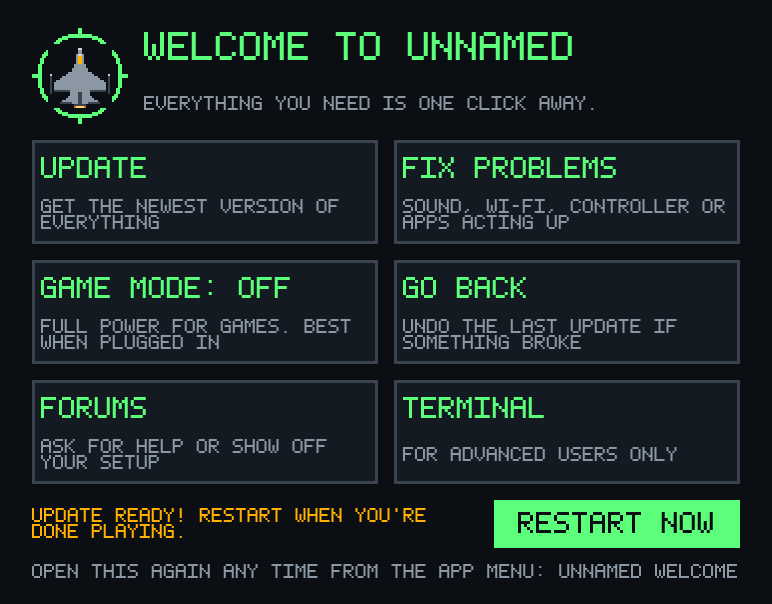 WELCOME TO UNNAMED
EVERYTHING YOU NEED IS ONE CLICK AWAY.
UPDATE
GET THE NEWEST VERSION OF
EVERYTHING
FIX PROBLEMS
SOUND, WI-FI, CONTROLLER OR
APPS ACTING UP
GAME MODE: OFF
FULL POWER FOR GAMES. BEST
WHEN PLUGGED IN
GO BACK
UNDO THE LAST UPDATE IF
SOMETHING BROKE
FORUMS
ASK FOR HELP OR SHOW OFF
YOUR SETUP
TERMINAL
FOR ADVANCED USERS ONLY
UPDATE READY! RESTART WHEN YOU'RE
DONE PLAYING.
RESTART NOW
OPEN THIS AGAIN ANY TIME FROM THE APP MENU: UNNAMED WELCOME